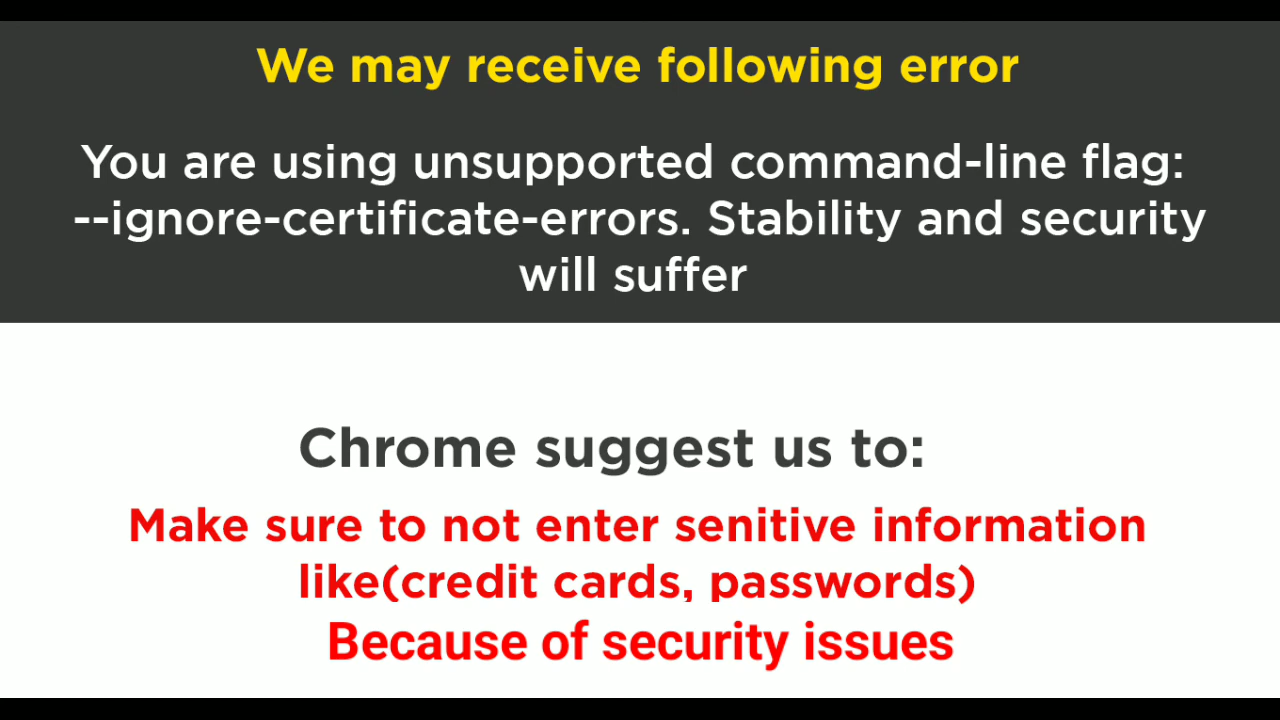 We may receive following error
You are using unsupported command-line flag:
--ignore-certificate-errors. Stability and security
will suffer
Chrome suggest us to:
Make sure to not enter senitive information
like(credit cards, passwords)
Because of security issues